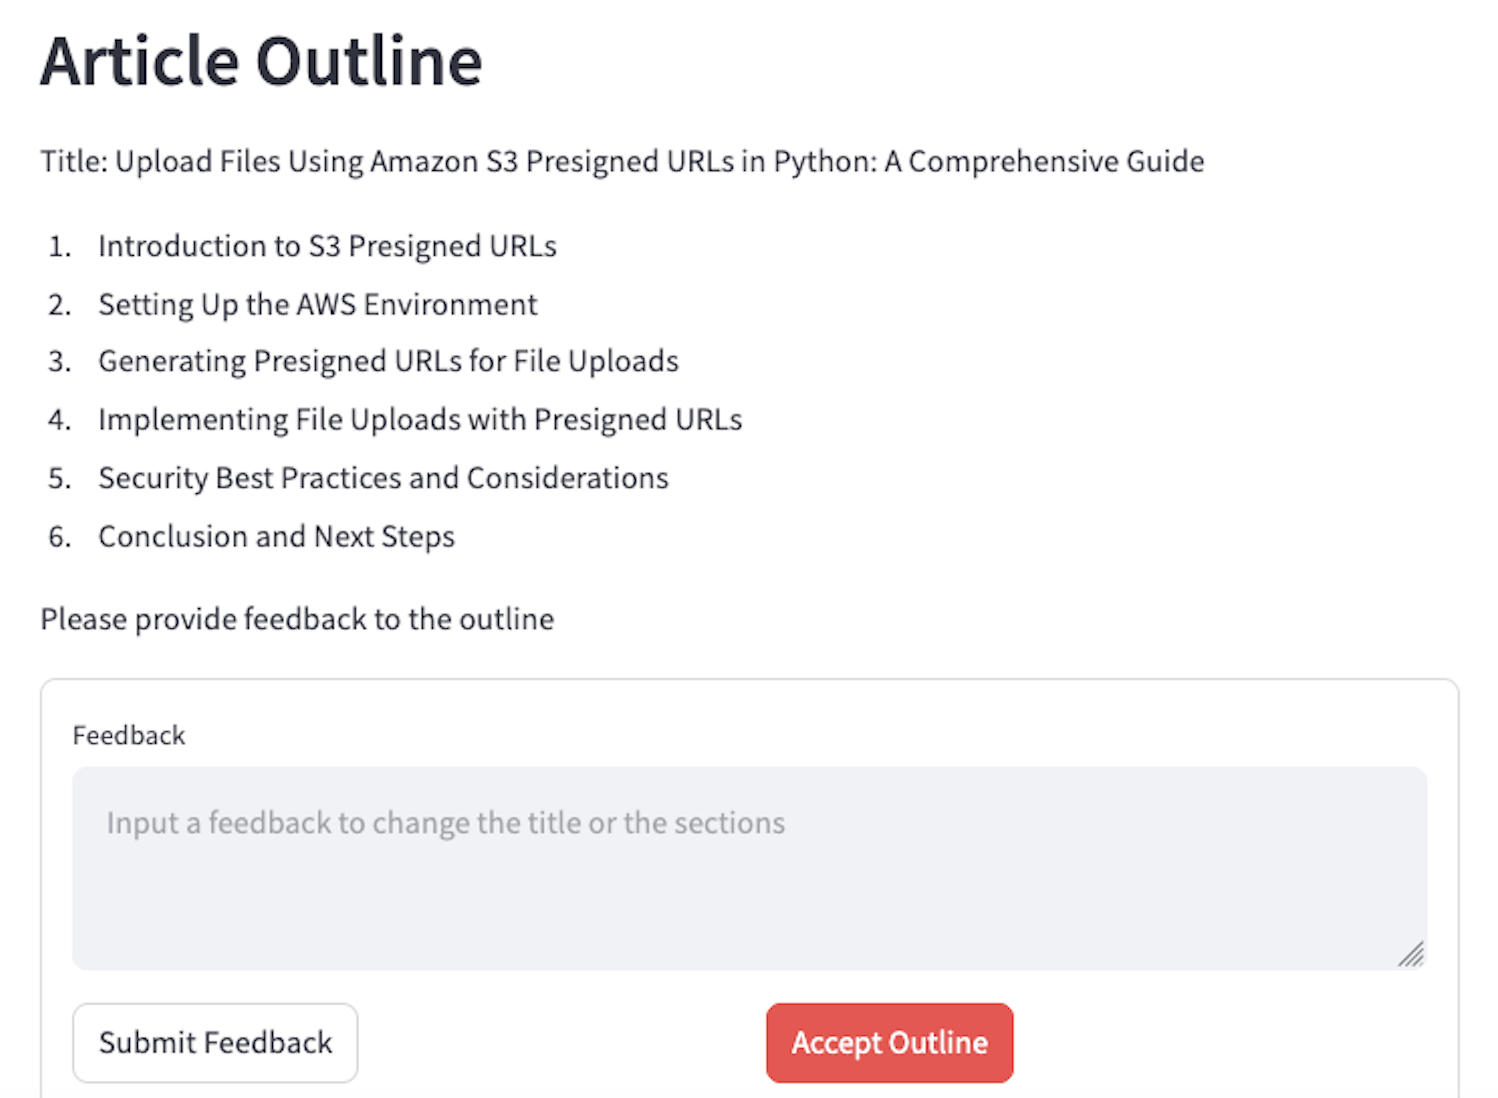 Article Outline
Title: Upload Files Using Amazon S3 Presigned URLs in Python: A Comprehensive Guide
1. Introduction to S3 Presigned URLs
2. Setting Up the AWS Environment
3. Generating Presigned URLs for File Uploads
4. Implementing File Uploads with Presigned URLs
5. Security Best Practices and Considerations
6. Conclusion and Next Steps
Please provide feedback to the outline
Feedback
Input a feedback to change the title or the sections
Submit Feedback
Accept Outline